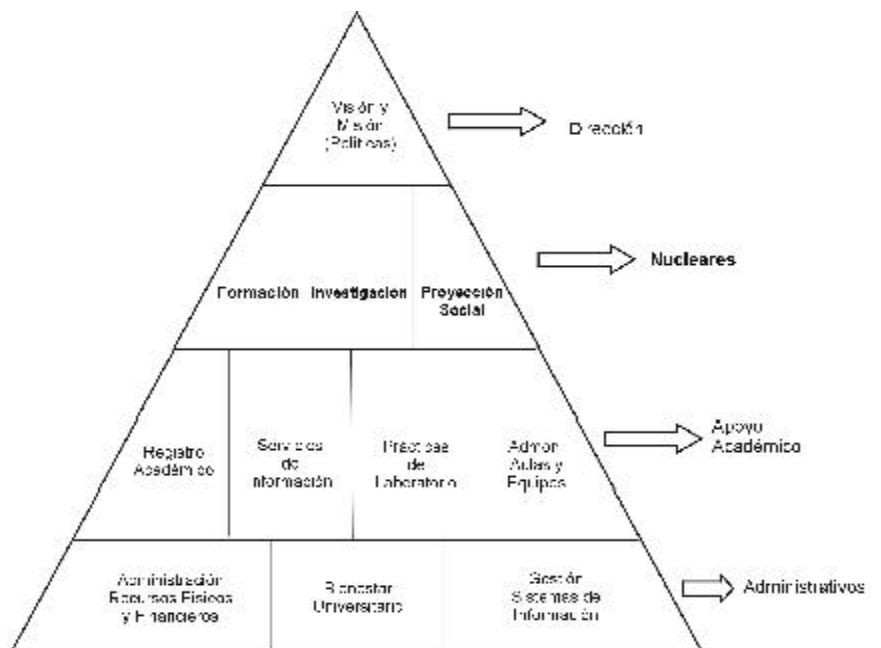 Visión y
Misión
(Políticas)
Dirección
Formación
Investigación
Proyección
Social
Nucleares
Registro
Académico
Servicios
de
Información
Prácticas
de
Laboratorio
Admon
Aulas y
Equipos
Apoyo
Académico
Administración
Recursos Físicos
y Financieros
Bienestar
Universitario
Gestión
Sistemas de
Información
Administrativos